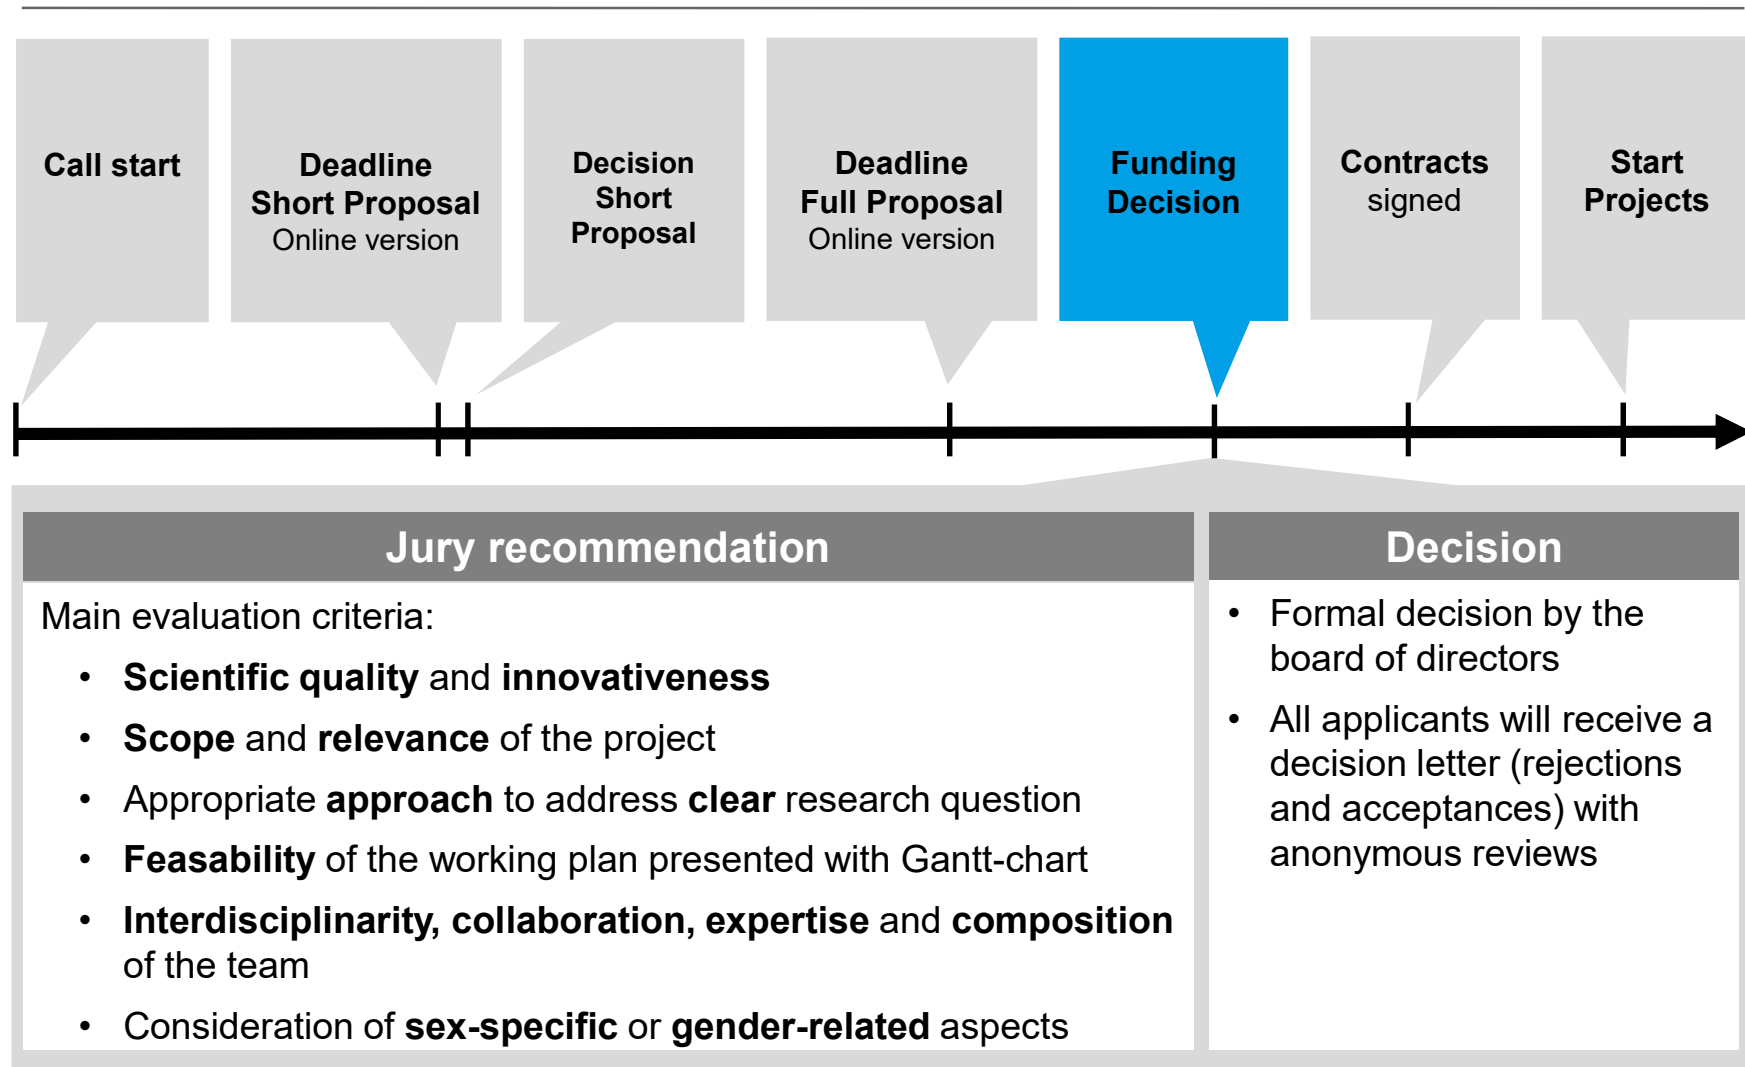 Call start
Deadline
Short Proposal
Online version
Decision
Short
Proposal
Deadline
Full Proposal
Online version
Funding
Decision
Contracts
signed
Start
Projects
Jury recommendation
Main evaluation criteria:
• Scientific quality and innovativeness
• Scope and relevance of the project
• Appropriate approach to address clear research question
• Feasability of the working plan presented with Gantt-chart
• Interdisciplinarity, collaboration, expertise and composition
of the team
• Consideration of sex-specific or gender-related aspects
Decision
• Formal decision by the
board of directors
• All applicants will receive a
decision letter (rejections
and acceptances) with
anonymous reviews